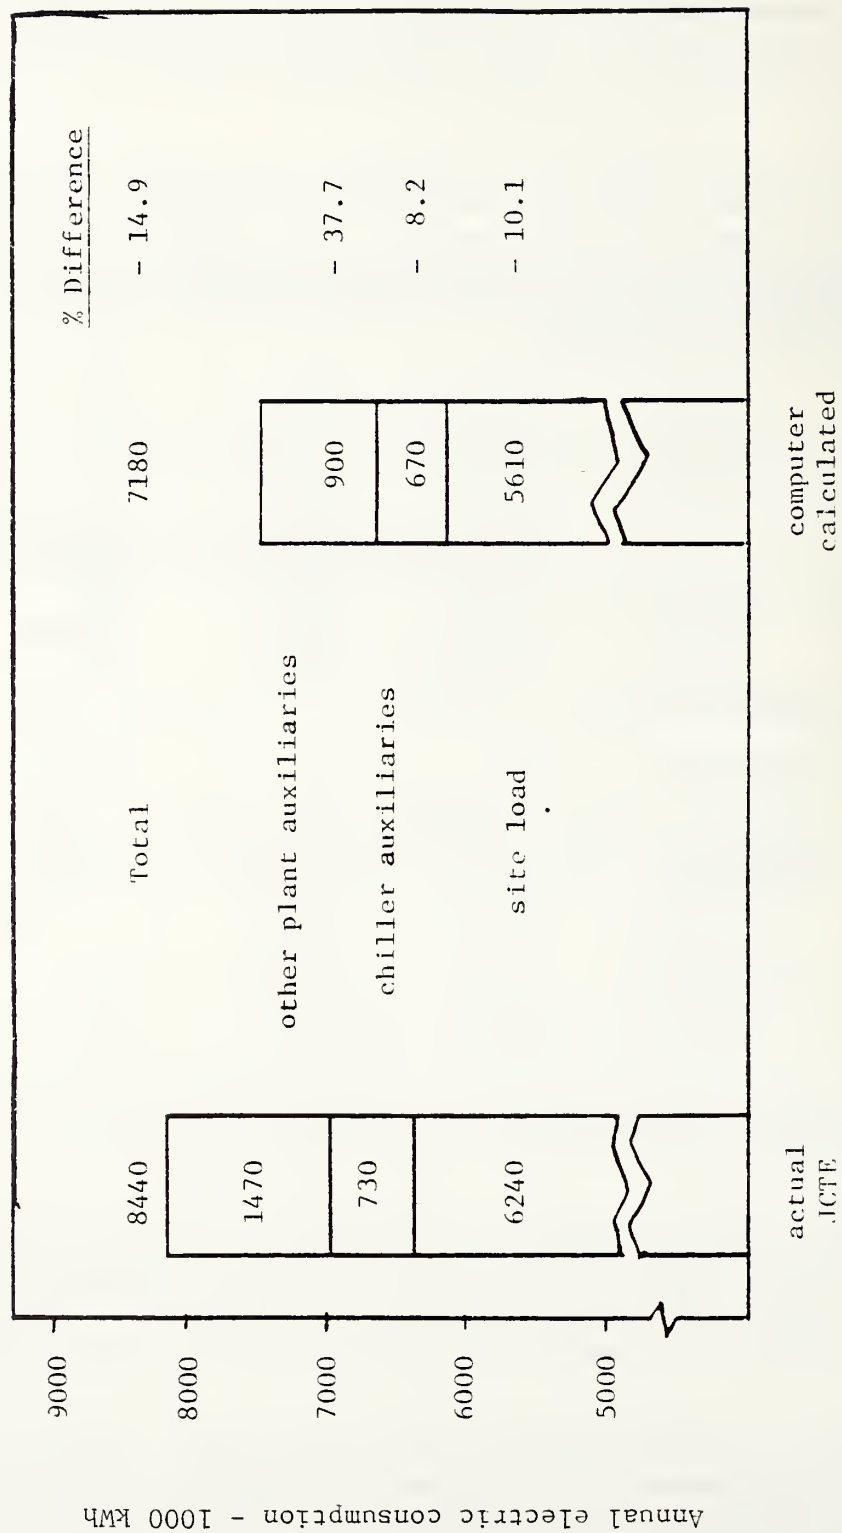 Annual electric consumption - 1000 kWh
9000
8000
7000
6000
5000
% Difference
8440 Total 7180 - 14.9
1470 other plant auxiliaries 900 - 37.7
730 chiller auxiliaries 670 - 8.2
6240 site load 5610 - 10.1
actual
JCTE
computer
calculated